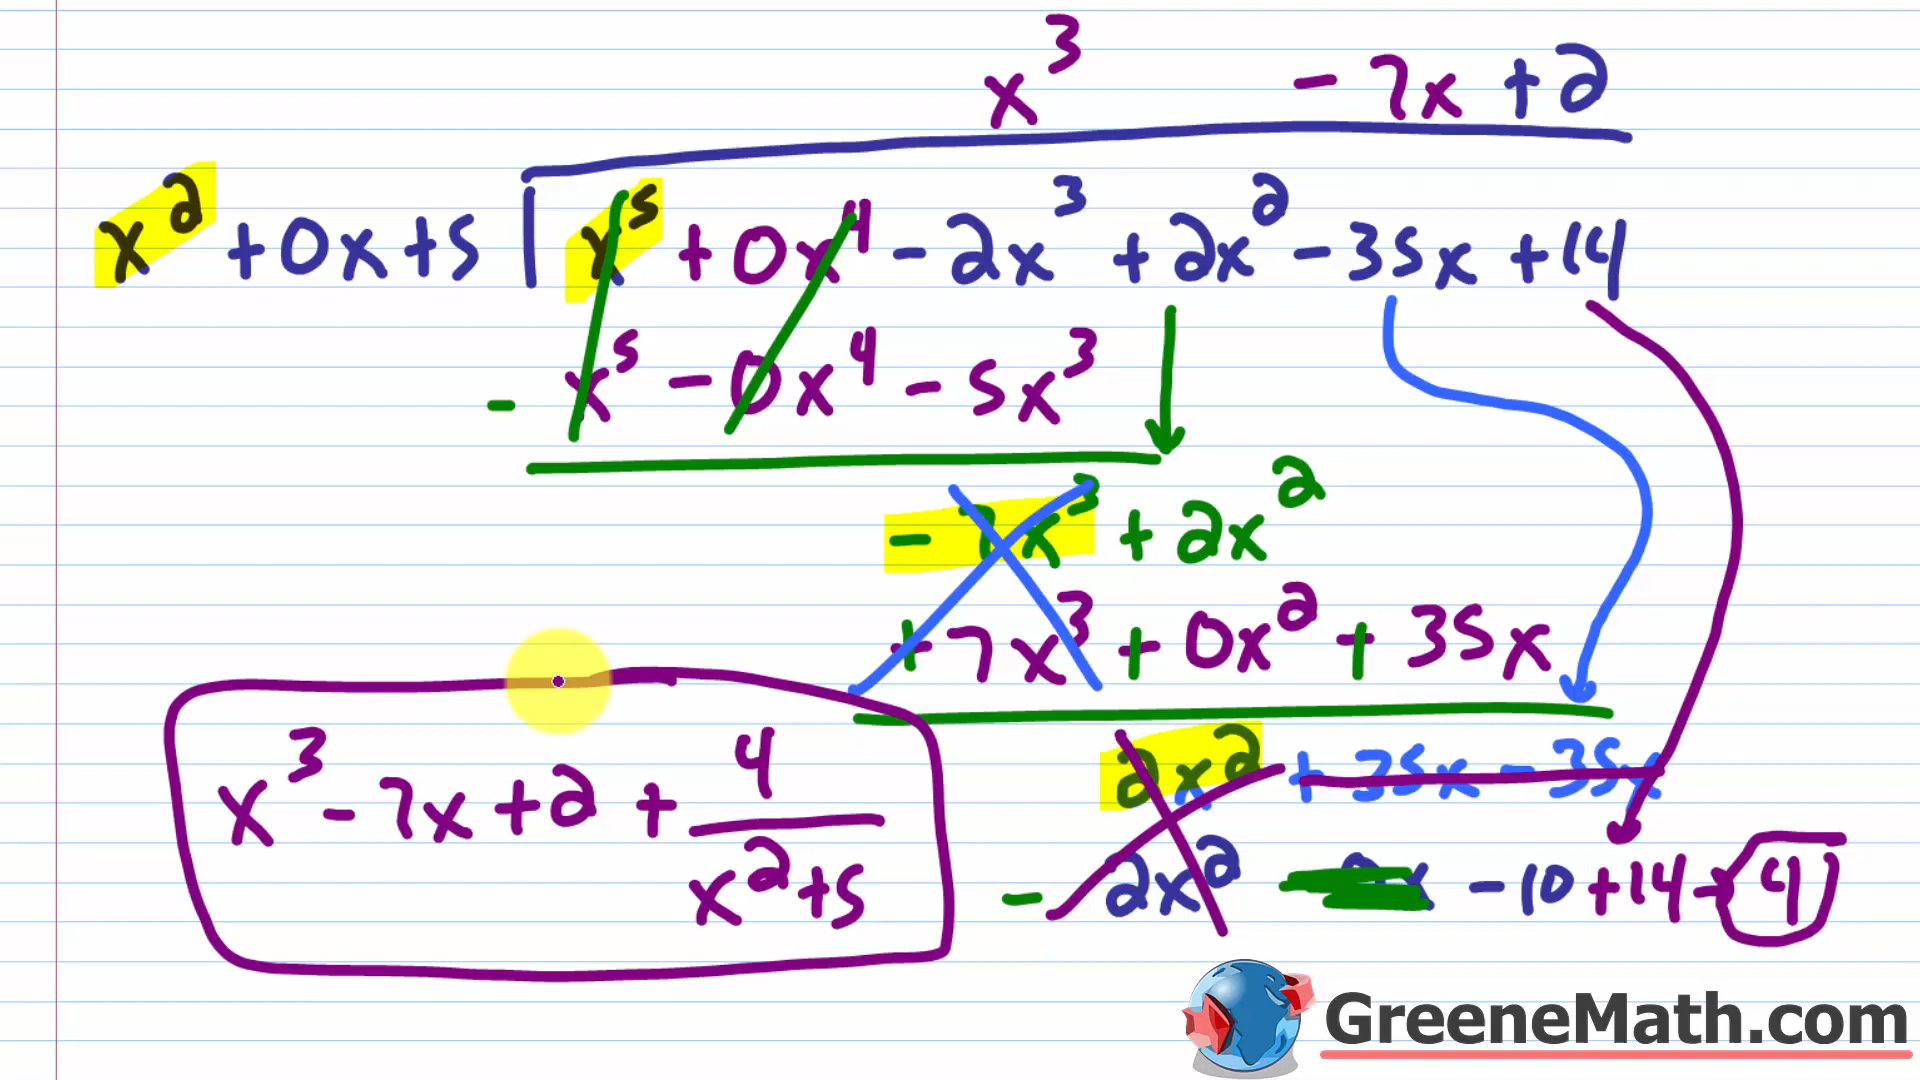 x³ - 7x + 2
x² + 0x + 5 | x⁵ + 0x⁴ - 2x³ + 2x² - 35x + 14
- x⁵ - 0x⁴ - 5x³
- 7x³ + 2x²
+ 7x³ + 0x² + 35x
2x² + 35x - 35x
- 2x² - 10 + 14 - 4
x³ - 7x + 2 + 4/(x² + 5)
GreeneMath.com